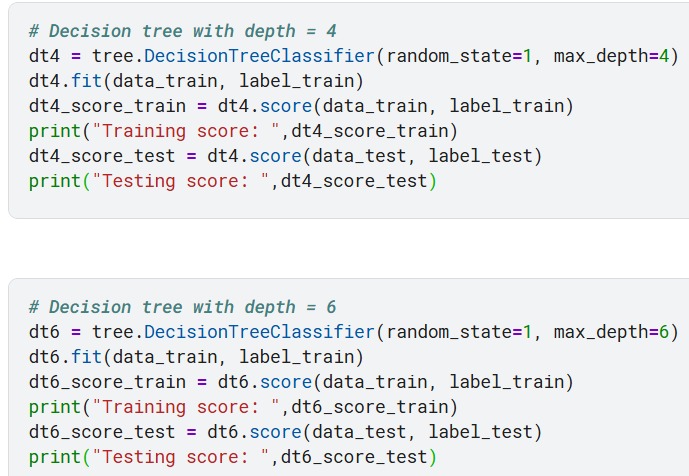 # Decision tree with depth = 4
dt4 = tree.DecisionTreeClassifier(random_state=1, max_depth=4)
dt4.fit(data_train, label_train)
dt4_score_train = dt4.score(data_train, label_train)
print("Training score: ",dt4_score_train)
dt4_score_test = dt4.score(data_test, label_test)
print("Testing score: ",dt4_score_test)
# Decision tree with depth = 6
dt6 = tree.DecisionTreeClassifier(random_state=1, max_depth=6)
dt6.fit(data_train, label_train)
dt6_score_train = dt6.score(data_train, label_train)
print("Training score: ",dt6_score_train)
dt6_score_test = dt6.score(data_test, label_test)
print("Testing score: ",dt6_score_test)